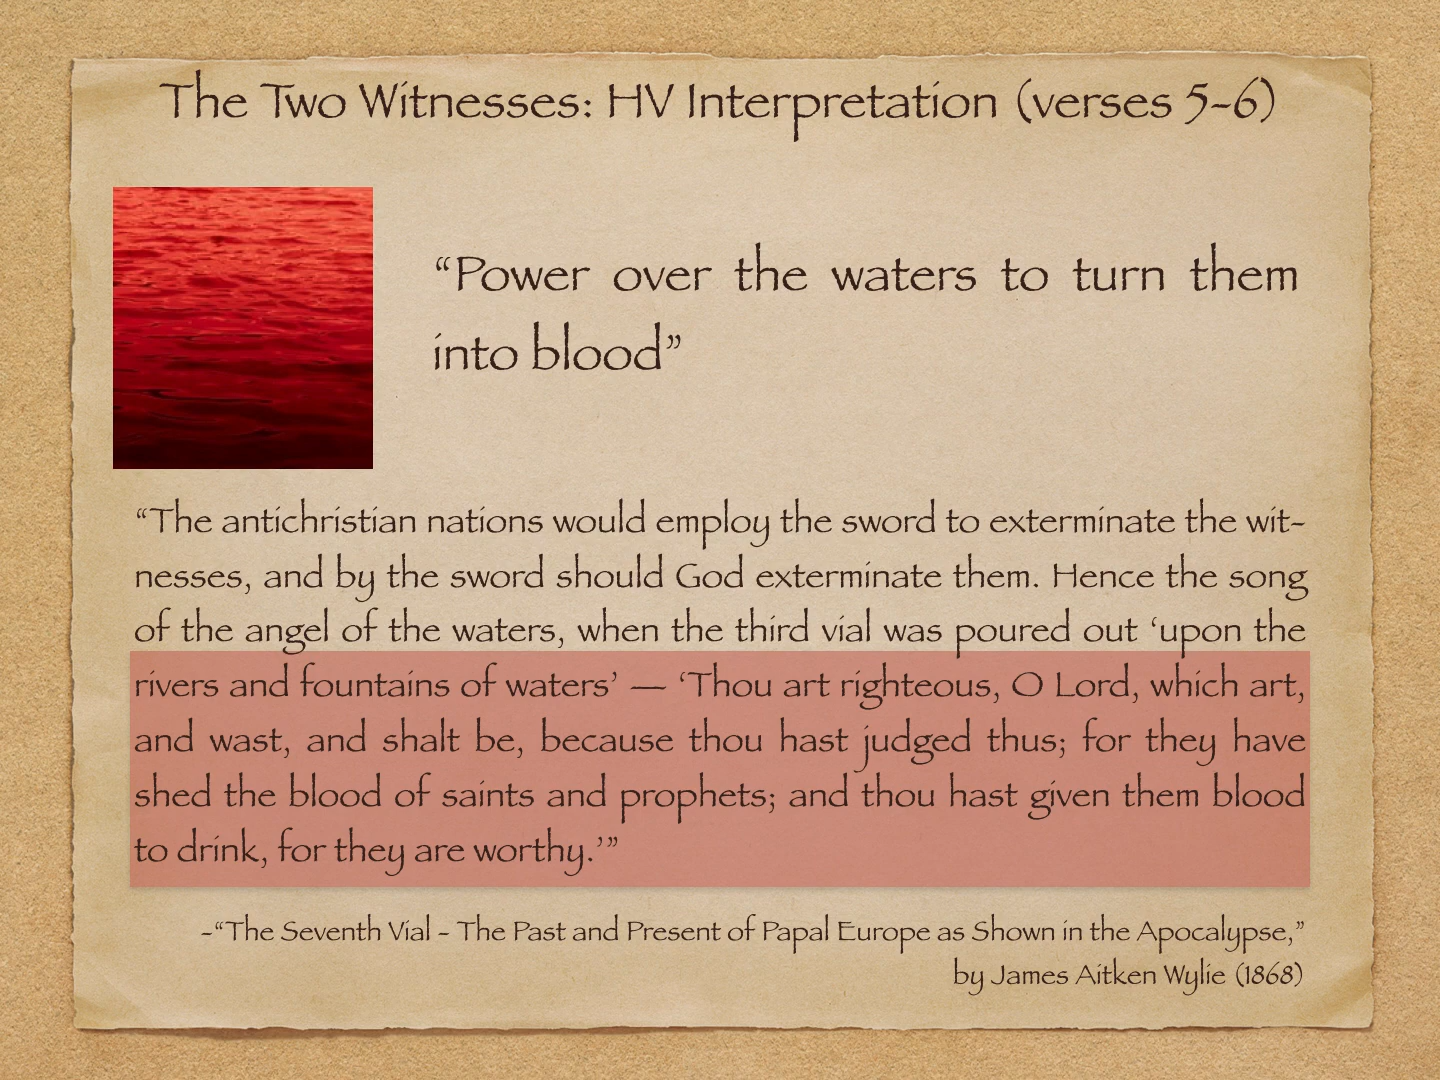 The Two Witnesses: HV Interpretation (verses 5-6)
“Power over the waters to turn them
into blood”
“The antichristian nations would employ the sword to exterminate the wit-
nesses, and by the sword should God exterminate them. Hence the song
of the angel of the waters, when the third vial was poured out ‘upon the
rivers and fountains of waters’ — ‘Thou art righteous, O Lord, which art,
and wast, and shalt be, because thou hast judged thus; for they have
shed the blood of saints and prophets; and thou hast given them blood
to drink, for they are worthy.’”
-“The Seventh Vial - The Past and Present of Papal Europe as Shown in the Apocalypse,”
by James Aitken Wylie (1868)